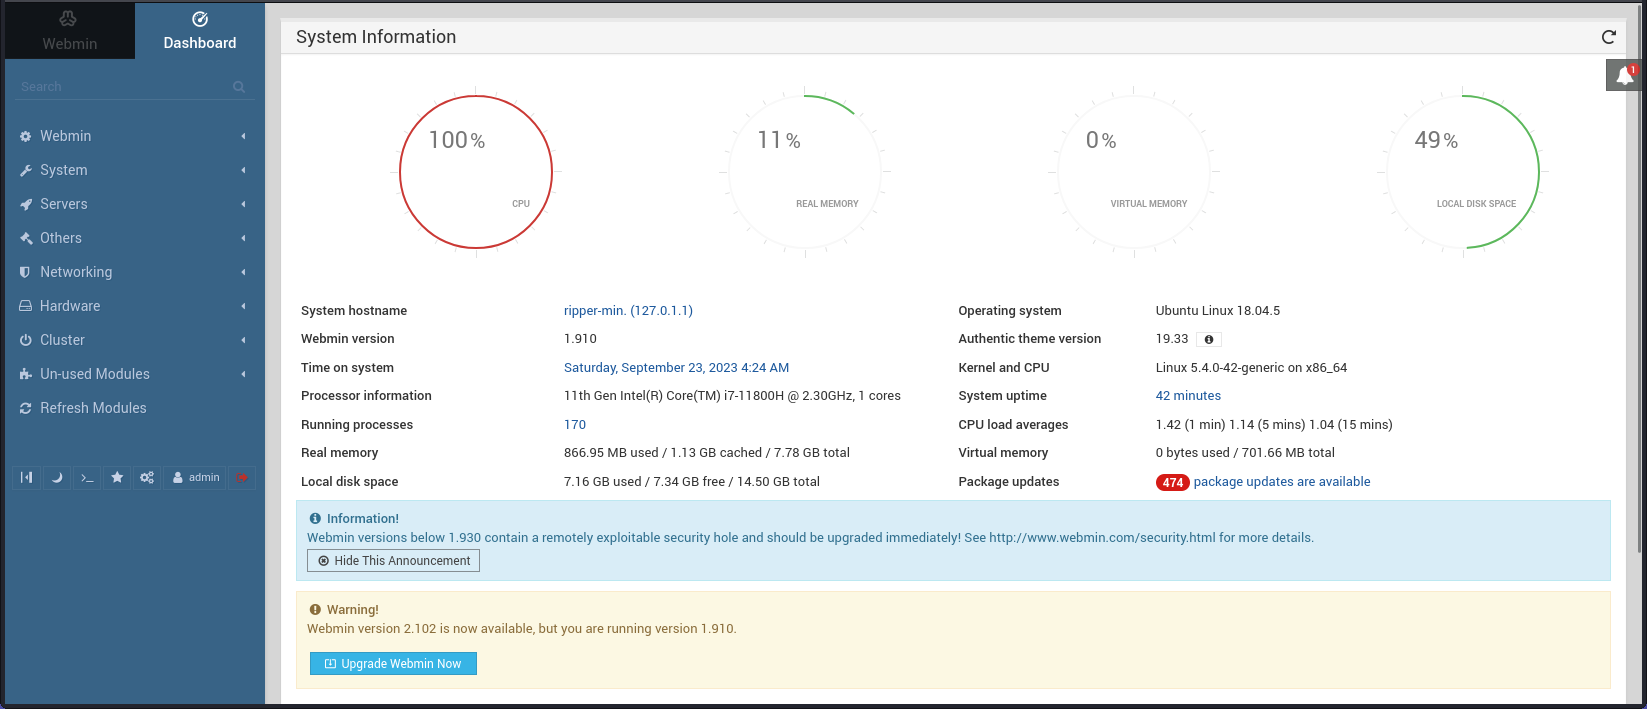 Webmin
Dashboard
Search
Webmin
System
Servers
Others
Networking
Hardware
Cluster
Un-used Modules
Refresh Modules
admin
System Information
1
100%
CPU
11%
REAL MEMORY
0%
VIRTUAL MEMORY
49%
LOCAL DISK SPACE
System hostname ripper-min. (127.0.1.1) Operating system Ubuntu Linux 18.04.5
Webmin version 1.910 Authentic theme version 19.33
Time on system Saturday, September 23, 2023 4:24 AM Kernel and CPU Linux 5.4.0-42-generic on x86_64
Processor information 11th Gen Intel(R) Core(TM) i7-11800H @ 2.30GHz, 1 cores System uptime 42 minutes
Running processes 170 CPU load averages 1.42 (1 min) 1.14 (5 mins) 1.04 (15 mins)
Real memory 866.95 MB used / 1.13 GB cached / 7.78 GB total Virtual memory 0 bytes used / 701.66 MB total
Local disk space 7.16 GB used / 7.34 GB free / 14.50 GB total Package updates 474 package updates are available
Information!
Webmin versions below 1.930 contain a remotely exploitable security hole and should be upgraded immediately! See http://www.webmin.com/security.html for more details.
Hide This Announcement
Warning!
Webmin version 2.102 is now available, but you are running version 1.910.
Upgrade Webmin Now